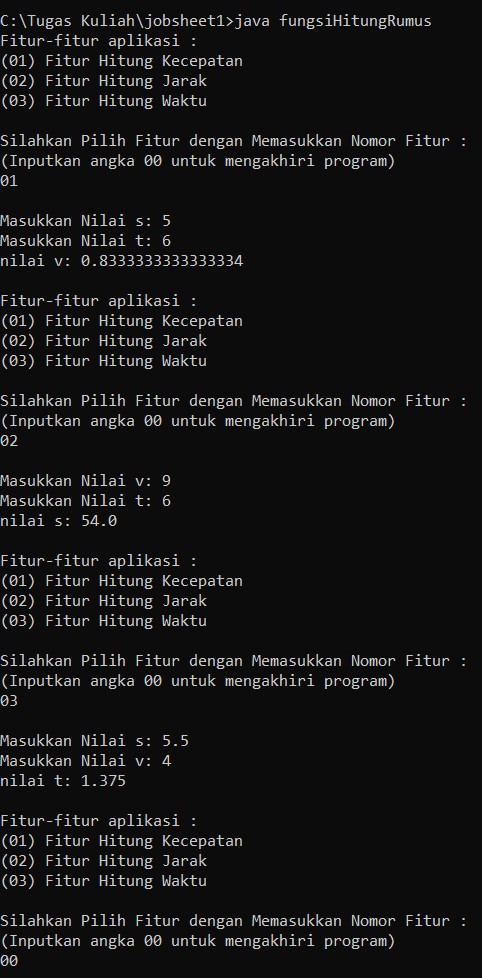 C:\Tugas Kuliah\jobsheet1>java fungsiHitungRumus
Fitur-fitur aplikasi :
(01) Fitur Hitung Kecepatan
(02) Fitur Hitung Jarak
(03) Fitur Hitung Waktu
Silahkan Pilih Fitur dengan Memasukkan Nomor Fitur :
(Inputkan angka 00 untuk mengakhiri program)
01
Masukkan Nilai s: 5
Masukkan Nilai t: 6
nilai v: 0.8333333333333334
Fitur-fitur aplikasi :
(01) Fitur Hitung Kecepatan
(02) Fitur Hitung Jarak
(03) Fitur Hitung Waktu
Silahkan Pilih Fitur dengan Memasukkan Nomor Fitur :
(Inputkan angka 00 untuk mengakhiri program)
02
Masukkan Nilai v: 9
Masukkan Nilai t: 6
nilai s: 54.0
Fitur-fitur aplikasi :
(01) Fitur Hitung Kecepatan
(02) Fitur Hitung Jarak
(03) Fitur Hitung Waktu
Silahkan Pilih Fitur dengan Memasukkan Nomor Fitur :
(Inputkan angka 00 untuk mengakhiri program)
03
Masukkan Nilai s: 5.5
Masukkan Nilai v: 4
nilai t: 1.375
Fitur-fitur aplikasi :
(01) Fitur Hitung Kecepatan
(02) Fitur Hitung Jarak
(03) Fitur Hitung Waktu
Silahkan Pilih Fitur dengan Memasukkan Nomor Fitur :
(Inputkan angka 00 untuk mengakhiri program)
00